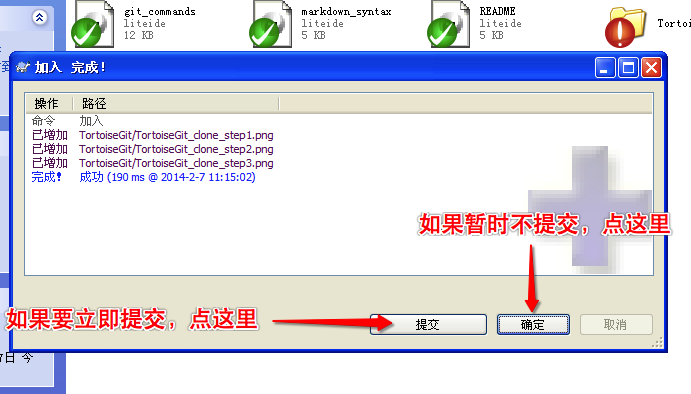 git_commands
liteide
12 KB
markdown_syntax
liteide
5 KB
README
liteide
5 KB
Tortoi
加入 完成!
操作 路径
命令 加入
已增加 TortoiseGit/TortoiseGit_clone_step1.png
已增加 TortoiseGit/TortoiseGit_clone_step2.png
已增加 TortoiseGit/TortoiseGit_clone_step3.png
完成! 成功 (190 ms @ 2014-2-7 11:15:02)
如果暂时不提交，点这里
如果要立即提交，点这里
提交 确定 取消
7日 今